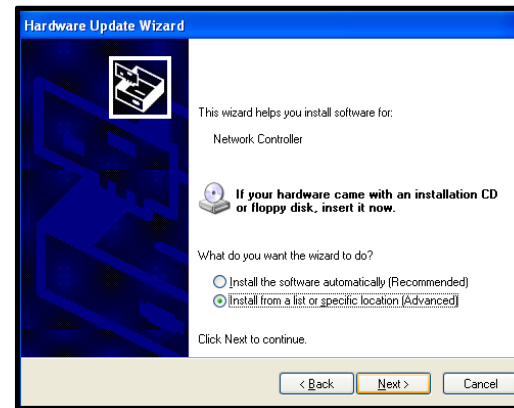 Hardware Update Wizard
This wizard helps you install software for:
Network Controller
If your hardware came with an installation CD
or floppy disk, insert it now.
What do you want the wizard to do?
Install the software automatically (Recommended)
Install from a list or specific location (Advanced)
Click Next to continue.
< Back Next > Cancel